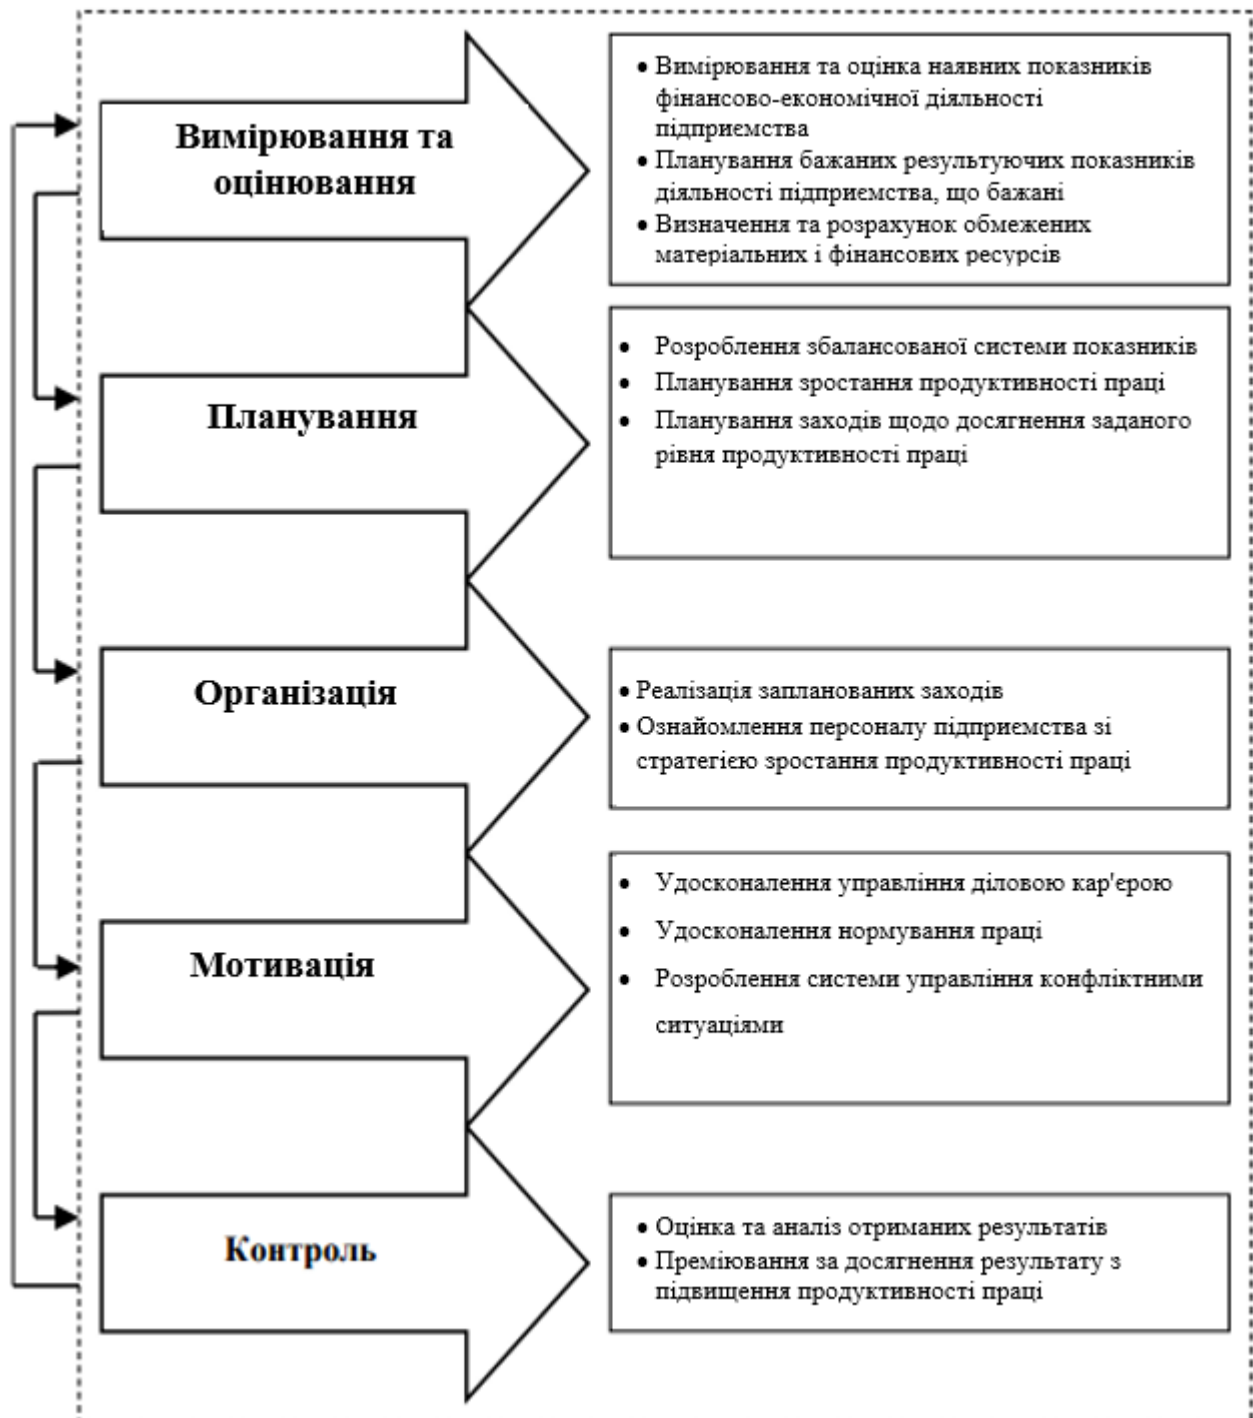 Вимірювання та
оцінювання
• Вимірювання та оцінка наявних показників
фінансово-економічної діяльності
підприємства
• Планування бажаних результуючих показників
діяльності підприємства, що бажані
• Визначення та розрахунок обмежених
матеріальних і фінансових ресурсів
Планування
• Розроблення збалансованої системи показників
• Планування зростання продуктивності праці
• Планування заходів щодо досягнення заданого
рівня продуктивності праці
Організація
• Реалізація запланованих заходів
• Ознайомлення персоналу підприємства зі
стратегією зростання продуктивності праці
Мотивація
• Удосконалення управління діловою кар'єрою
• Удосконалення нормування праці
• Розроблення системи управління конфліктними
ситуаціями
Контроль
• Оцінка та аналіз отриманих результатів
• Преміювання за досягнення результату з
підвищення продуктивності праці